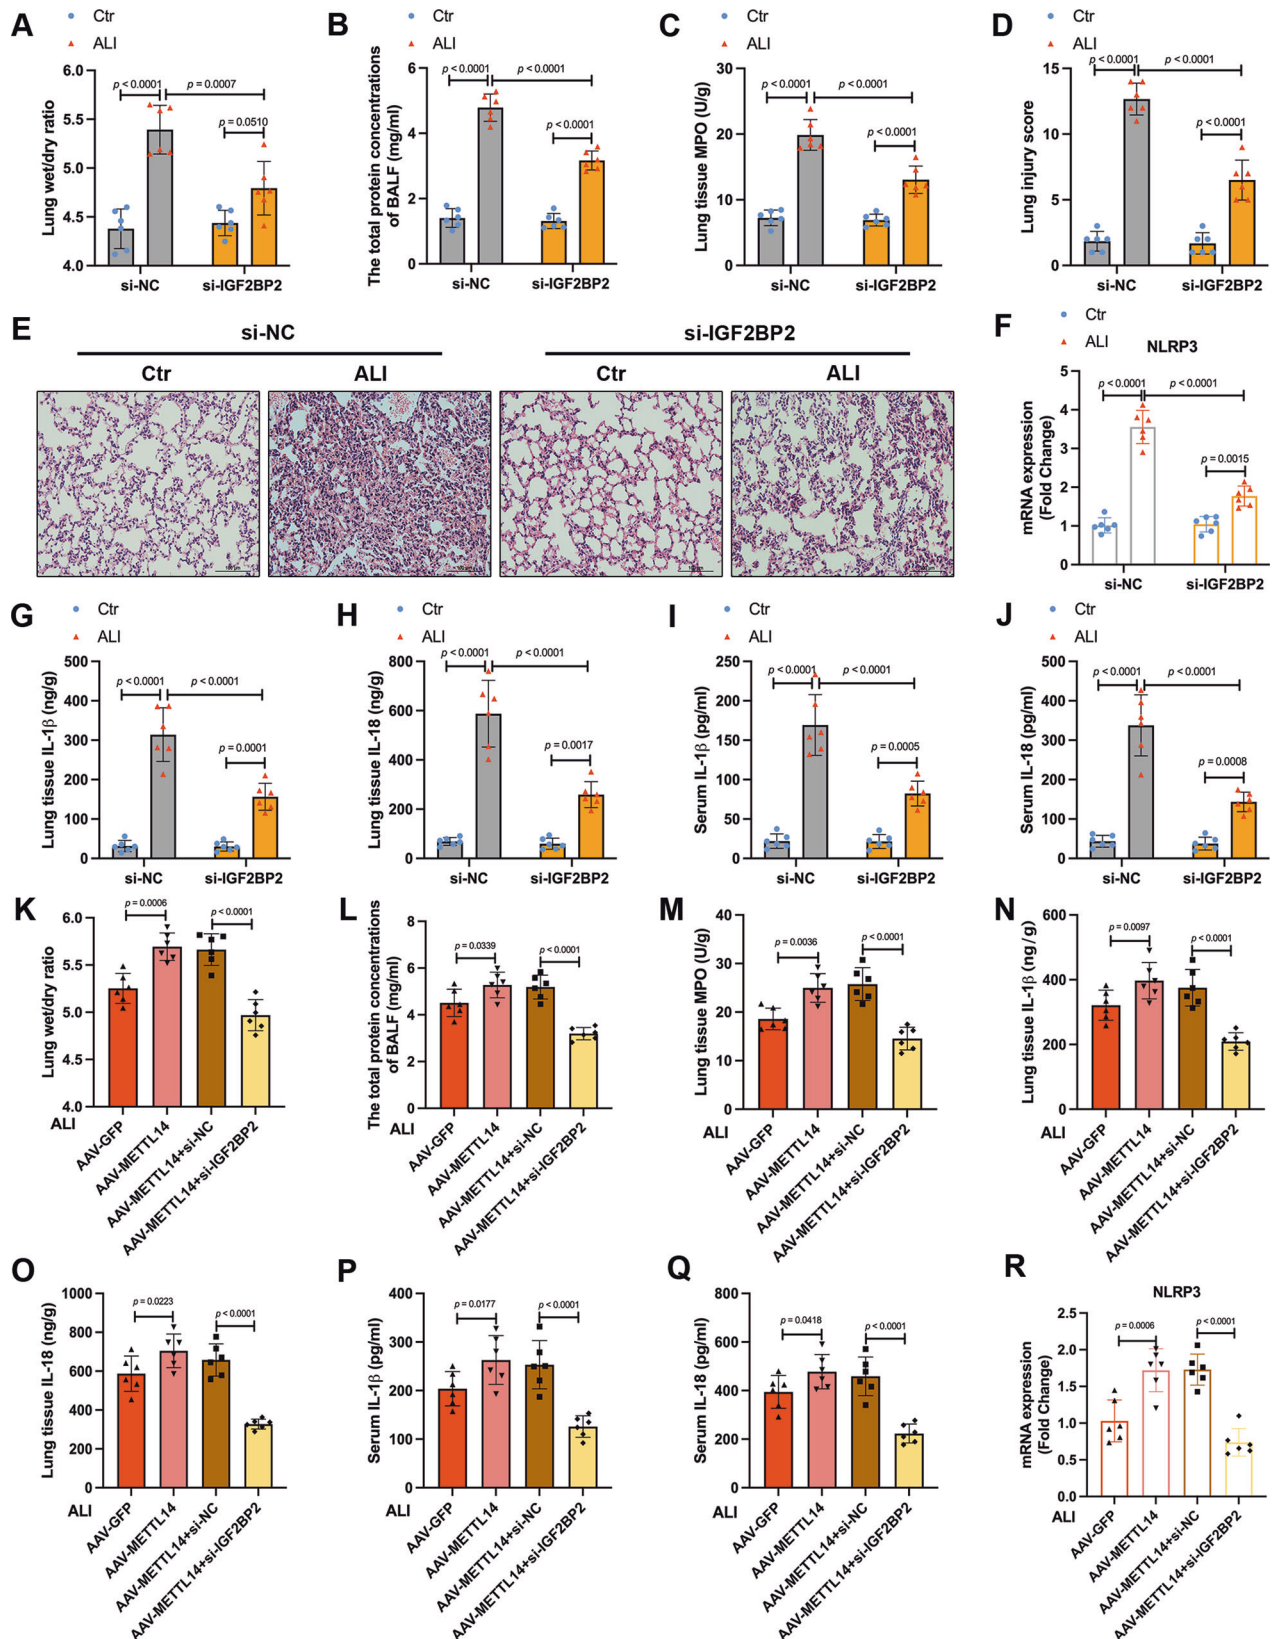 A
Ctr
ALI
Lung wet/dry ratio
6.0
5.5
5.0
4.5
4.0
p < 0.0001
p = 0.0007
p = 0.0510
si-NC
si-IGF2BP2
B
Ctr
ALI
The total protein concentrations
of BALF (mg/ml)
6
4
2
0
p < 0.0001
p < 0.0001
p < 0.0001
si-NC
si-IGF2BP2
C
Ctr
ALI
Lung tissue MPO (U/g)
30
20
10
0
p < 0.0001
p < 0.0001
p < 0.0001
si-NC
si-IGF2BP2
D
Ctr
ALI
Lung injury score
15
10
5
0
p < 0.0001
p < 0.0001
p < 0.0001
si-NC
si-IGF2BP2
E
si-NC
si-IGF2BP2
Ctr
ALI
Ctr
ALI
F
Ctr
ALI
NLRP3
mRNA expression
(Fold Change)
5
4
3
2
1
0
p < 0.0001
p < 0.0001
p = 0.0015
si-NC
si-IGF2BP2
G
Ctr
ALI
Lung tissue IL-1β (ng/g)
500
400
300
200
100
0
p < 0.0001
p < 0.0001
p = 0.0001
si-NC
si-IGF2BP2
H
Ctr
ALI
Lung tissue IL-18 (ng/g)
800
600
400
200
0
p < 0.0001
p < 0.0001
p = 0.0017
si-NC
si-IGF2BP2
I
Ctr
ALI
Serum IL-1β (pg/ml)
250
200
150
100
50
0
p < 0.0001
p < 0.0001
p = 0.0005
si-NC
si-IGF2BP2
J
Ctr
ALI
Serum IL-18 (pg/ml)
500
400
300
200
100
0
p < 0.0001
p < 0.0001
p = 0.0008
si-NC
si-IGF2BP2
K
Lung wet/dry ratio
6.0
5.5
5.0
4.5
4.0
p = 0.0006
p < 0.0001
ALI
AAV-GFP
AAV-METTL14
AAV-METTL14+si-NC
AAV-METTL14+si-IGF2BP2
L
The total protein concentrations
of BALF (mg/ml)
8
6
4
2
0
p = 0.0339
p < 0.0001
ALI
AAV-GFP
AAV-METTL14
AAV-METTL14+si-NC
AAV-METTL14+si-IGF2BP2
M
Lung tissue MPO (U/g)
40
30
20
10
0
p = 0.0036
p < 0.0001
ALI
AAV-GFP
AAV-METTL14
AAV-METTL14+si-NC
AAV-METTL14+si-IGF2BP2
N
Lung tissue IL-1β (ng / g)
600
400
200
0
p = 0.0097
p < 0.0001
ALI
AAV-GFP
AAV-METTL14
AAV-METTL14+si-NC
AAV-METTL14+si-IGF2BP2
O
Lung tissue IL-18 (ng/g)
1000
800
600
400
200
0
p = 0.0223
p < 0.0001
ALI
AAV-GFP
AAV-METTL14
AAV-METTL14+si-NC
AAV-METTL14+si-IGF2BP2
P
Serum IL-1β (pg/ml)
400
300
200
100
0
p = 0.0177
p < 0.0001
ALI
AAV-GFP
AAV-METTL14
AAV-METTL14+si-NC
AAV-METTL14+si-IGF2BP2
Q
Serum IL-18 (pg/ml)
800
600
400
200
0
p = 0.0418
p < 0.0001
ALI
AAV-GFP
AAV-METTL14
AAV-METTL14+si-NC
AAV-METTL14+si-IGF2BP2
R
NLRP3
mRNA expression
(Fold Change)
2.5
2.0
1.5
1.0
0.5
0.0
p = 0.0006
p < 0.0001
ALI
AAV-GFP
AAV-METTL14
AAV-METTL14+si-NC
AAV-METTL14+si-IGF2BP2